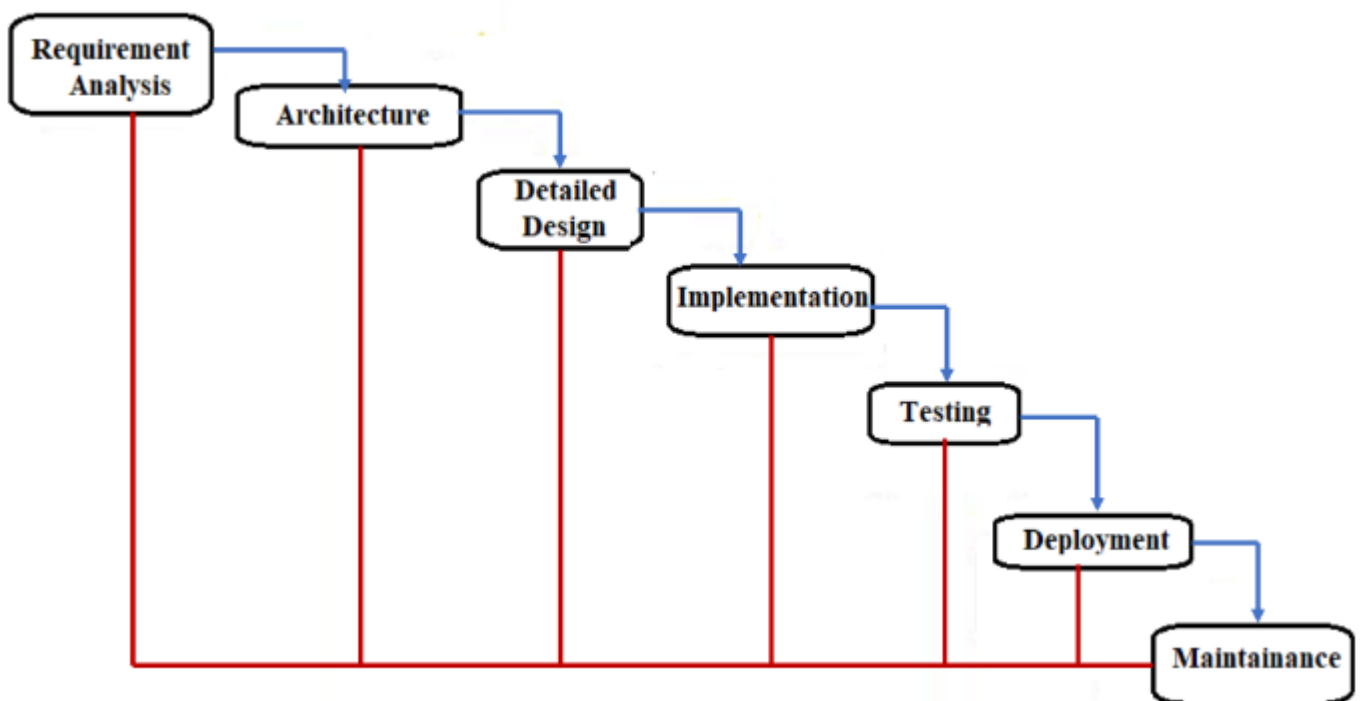 Requirement
Analysis
Architecture
Detailed
Design
Implementation
Testing
Deployment
Maintainance